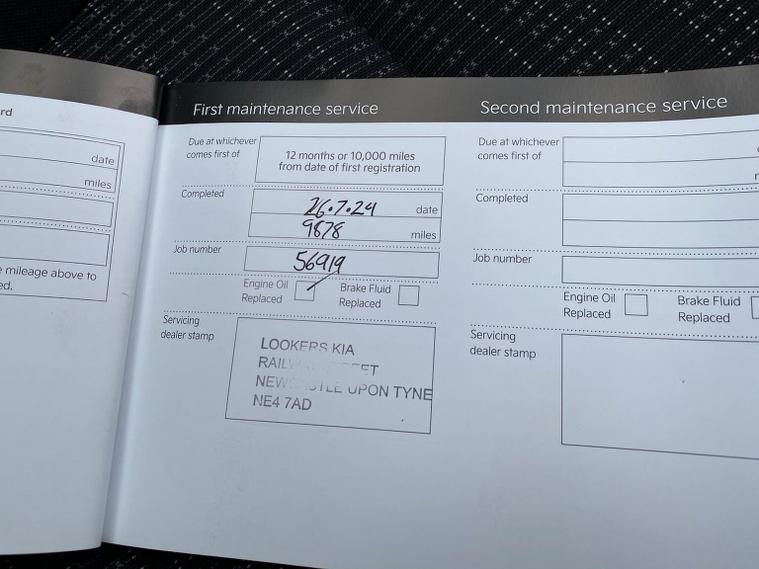 rd
date
miles
e mileage above to
ed.
First maintenance service
Due at whichever
comes first of
12 months or 10,000 miles
from date of first registration
Completed
26.7.24 date
9878 miles
Job number
56919
Engine Oil
Replaced
Brake Fluid
Replaced
Servicing
dealer stamp
LOOKERS KIA
NEWCASTLE UPON TYNE
NE4 7AD
Second maintenance service
Due at whichever
comes first of
Completed
Job number
Engine Oil
Replaced
Brake Fluid
Replaced
Servicing
dealer stamp